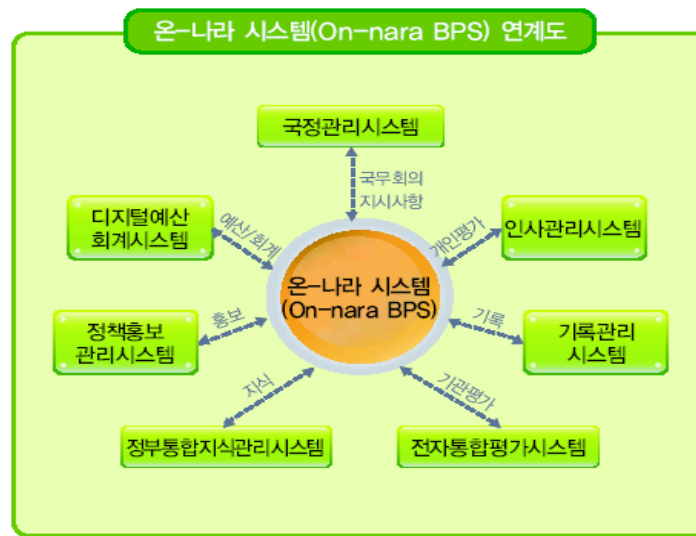 온-나라 시스템(On-nara BPS) 연계도
국정관리시스템
국무회의
지시사항
디지털예산
회계시스템
예산/회계
개인평가
인사관리시스템
온-나라 시스템
(On-nara BPS)
정책홍보
관리시스템
홍보
기록
기록관리
시스템
지식
기관평가
정부통합지식관리시스템
전자통합평가시스템